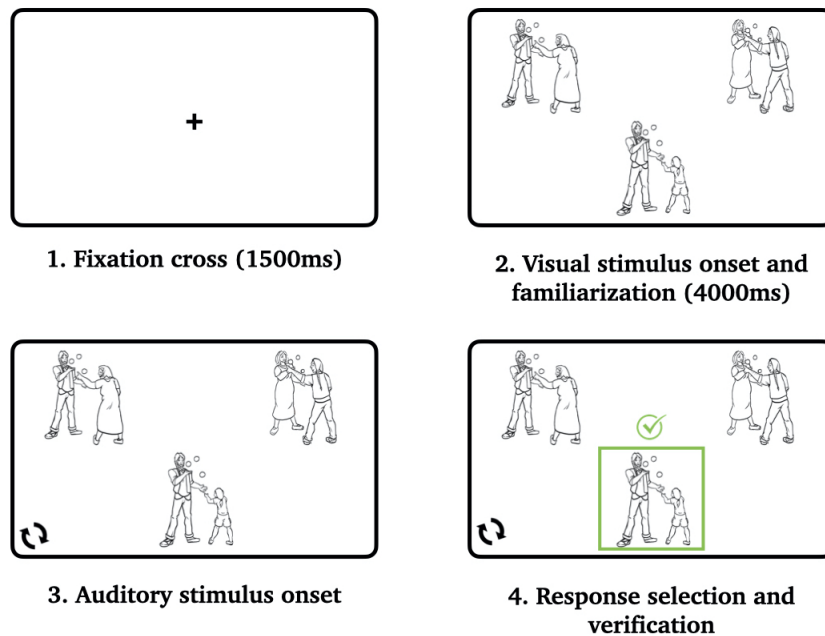 1. Fixation cross (1500ms)
2. Visual stimulus onset and
familiarization (4000ms)
3. Auditory stimulus onset
4. Response selection and
verification